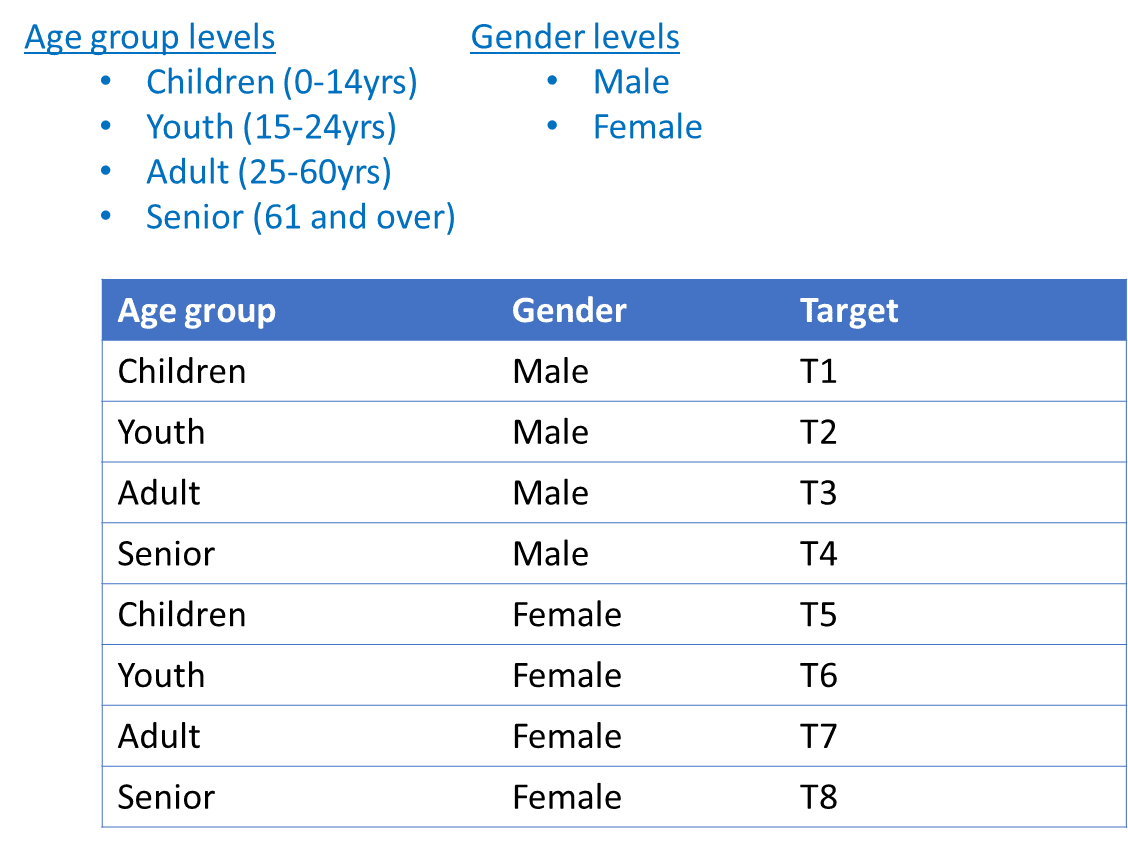 Age group levels
• Children (0-14yrs)
• Youth (15-24yrs)
• Adult (25-60yrs)
• Senior (61 and over)
Gender levels
• Male
• Female
Age group Gender Target
Children Male T1
Youth Male T2
Adult Male T3
Senior Male T4
Children Female T5
Youth Female T6
Adult Female T7
Senior Female T8